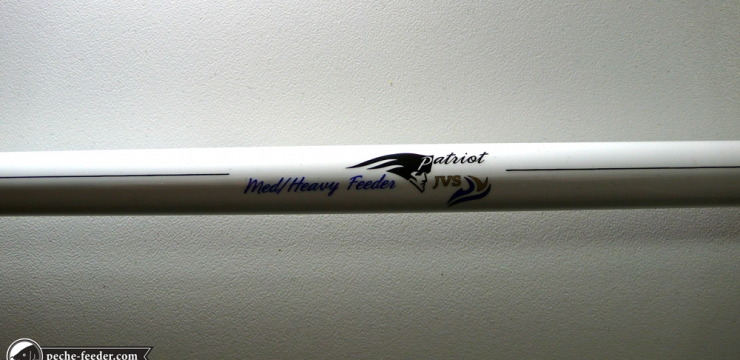 Patriot
Med/Heavy Feeder JVS
peche-feeder.com